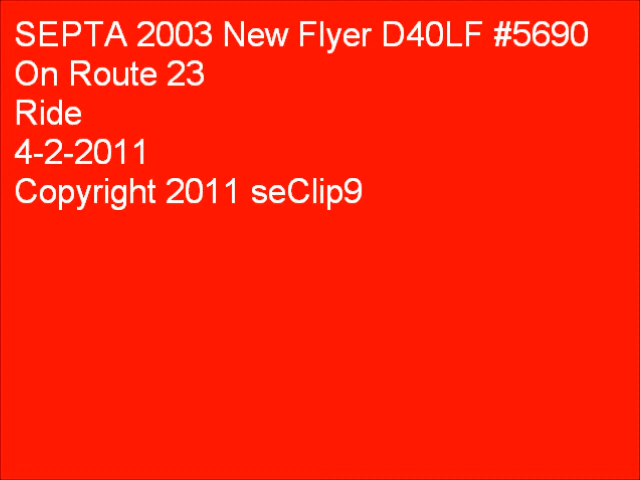 SEPTA 2003 New Flyer D40LF #5690
On Route 23
Ride
4-2-2011
Copyright 2011 seClip9